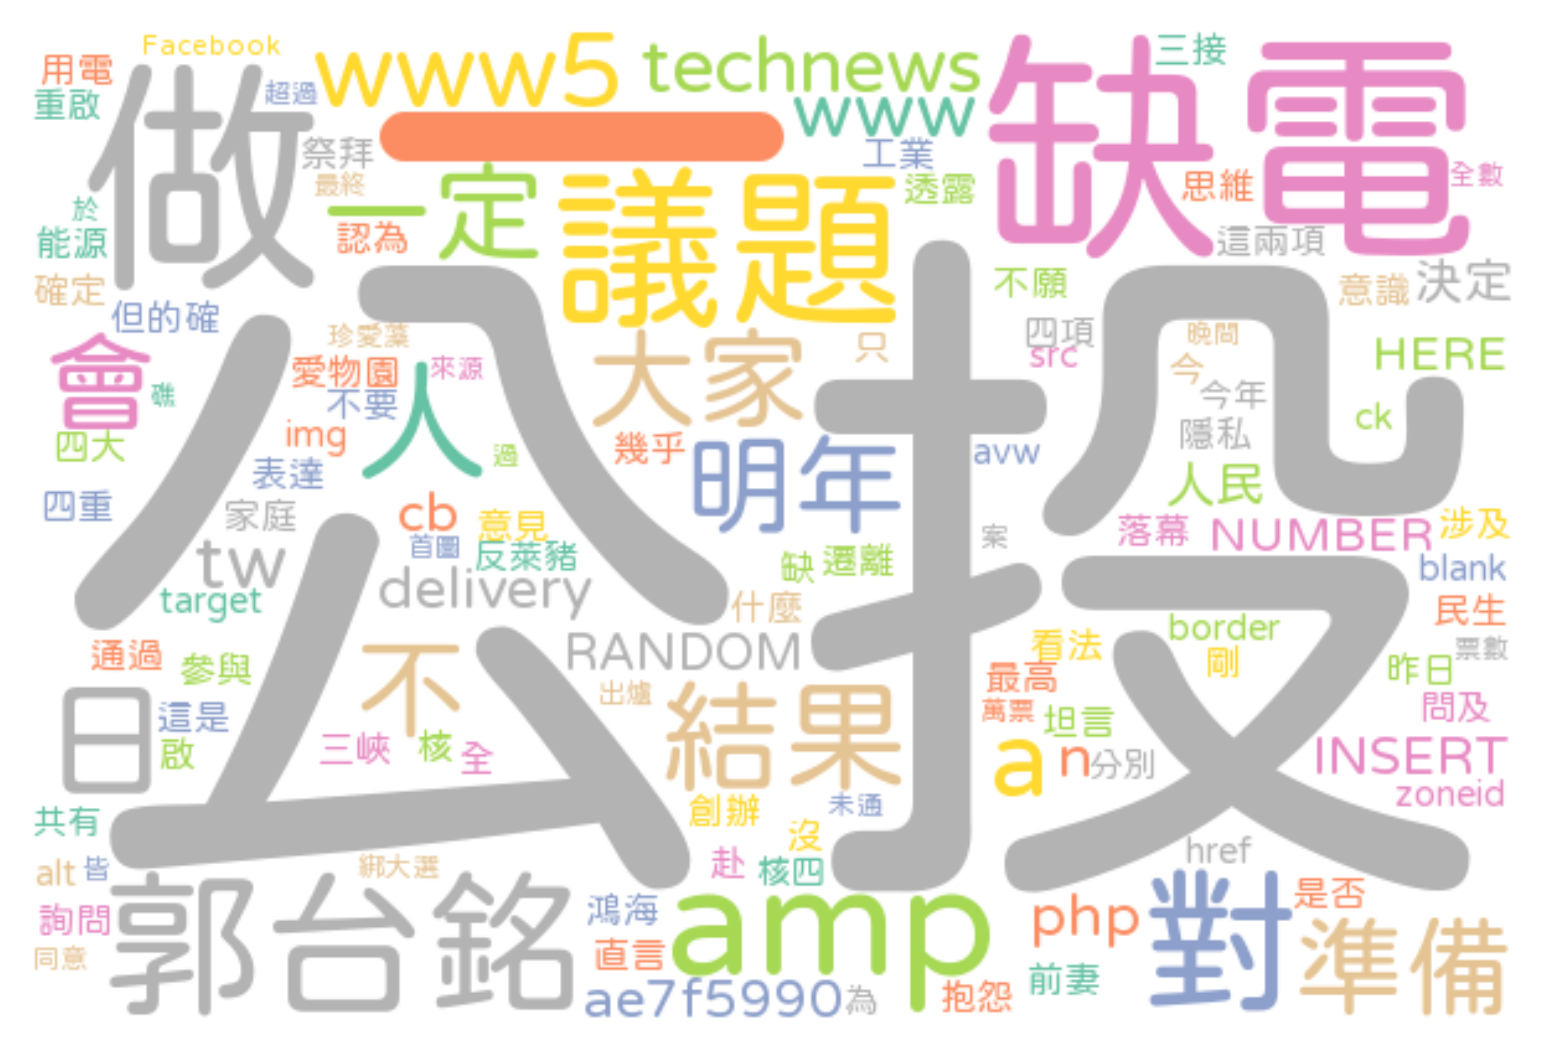 Facebook
用電
重啟
做
超過
www5
technews
www
三接
缺電
一
祭拜
最終
工業
透露
思維
全數
一定
議題
於
能源
認為
這兩項
確定
但的確
不願
意識
決定
公投
珍愛藻
大家
只
四項
src
晚間
HERE
會
礁
愛物園
來源
不要
人
今
今年
ck
四大
img
過
幾乎
明年
avw
隱私
表達
人民
四重
家庭
cb
意見
首圖
反萊豬
案
落幕
NUMBER
涉及
tw
target
delivery
缺
遷離
blank
什麼
民生
通過
參與
不
RANDOM
看法
border
剛
票數
昨日
日
這是
啟
出爐
結果
最高
萬票
坦言
問及
三峽
核
全
a
n
分別
INSERT
zoneid
共有
創辦
未通
沒
href
alt
皆
綁大選
赴
核四
詢問
同意
郭台銘
鴻海
直言
amp
php
對
是否
準備
ae7f5990
為
抱怨
前妻